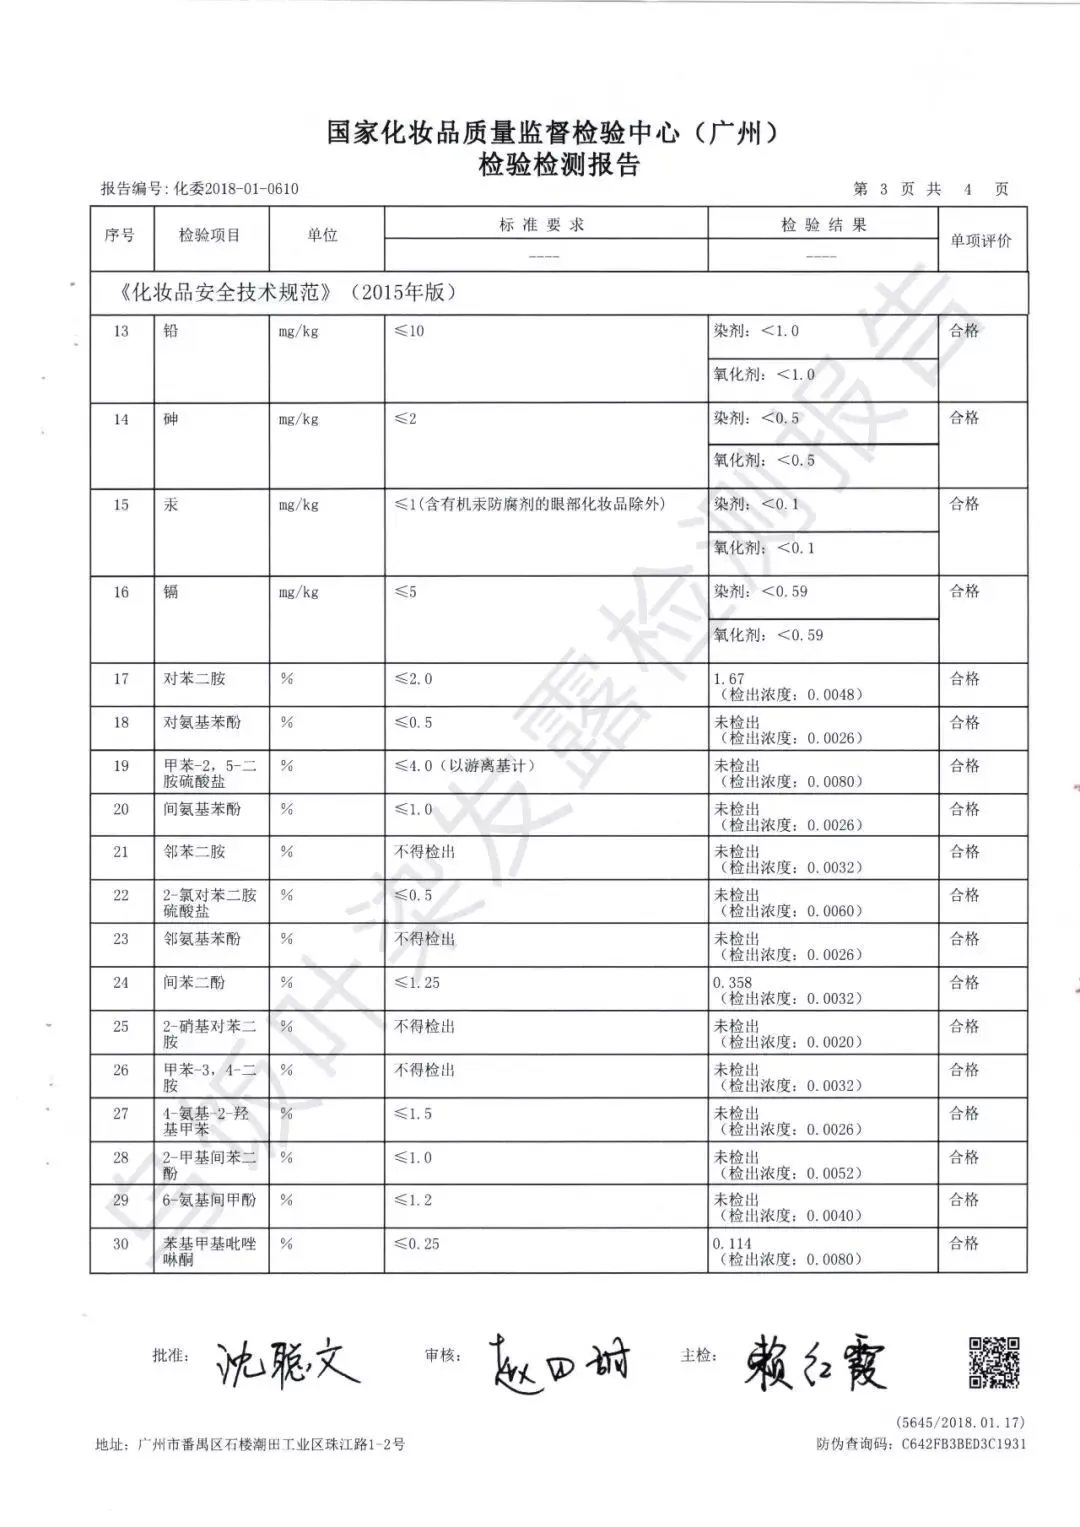 国家化妆品质量监督检验中心（广州）
检验检测报告
报告编号：化委2018-01-0610
第 3 页 共 4 页
序号 检验项目 单位 标准要求 检验结果 单项评价
---- ----
《化妆品安全技术规范》（2015年版）
13 铅 mg/kg ≤10 染剂：＜1.0 合格
氧化剂：＜1.0
14 砷 mg/kg ≤2 染剂：＜0.5 合格
氧化剂：＜0.5
15 汞 mg/kg ≤1(含有机汞防腐剂的眼部化妆品除外) 染剂：＜0.1 合格
氧化剂：＜0.1
16 镉 mg/kg ≤5 染剂：＜0.59 合格
氧化剂：＜0.59
17 对苯二胺 % ≤2.0 1.67 合格
（检出浓度：0.0048）
18 对氨基苯酚 % ≤0.5 未检出 合格
（检出浓度：0.0026）
19 甲苯-2，5-二 % ≤4.0（以游离基计） 未检出 合格
胺硫酸盐 （检出浓度：0.0080）
20 间氨基苯酚 % ≤1.0 未检出 合格
（检出浓度：0.0026）
21 邻苯二胺 % 不得检出 未检出 合格
（检出浓度：0.0032）
22 2-氯对苯二胺 % ≤0.5 未检出 合格
硫酸盐 （检出浓度：0.0060）
23 邻氨基苯酚 % 不得检出 未检出 合格
（检出浓度：0.0026）
24 间苯二酚 % ≤1.25 0.358 合格
（检出浓度：0.0032）
25 2-硝基对苯二 % 不得检出 未检出 合格
胺 （检出浓度：0.0020）
26 甲苯-3，4-二 % 不得检出 未检出 合格
胺 （检出浓度：0.0032）
27 4-氨基-2-羟 % ≤1.5 未检出 合格
基甲苯 （检出浓度：0.0026）
28 2-甲基间苯二 % ≤1.0 未检出 合格
酚 （检出浓度：0.0052）
29 6-氨基间甲酚 % ≤1.2 未检出 合格
（检出浓度：0.0040）
30 苯基甲基吡唑 % ≤0.25 0.114 合格
啉酮 （检出浓度：0.0080）
乌饭叶染发露检测报告
批准：沈聪文 审核：赵田甜 主检：赖红霞
(5645/2018.01.17)
地址：广州市番禺区石楼潮田工业区珠江路1-2号 防伪查询码：C642FB3BED3C1931